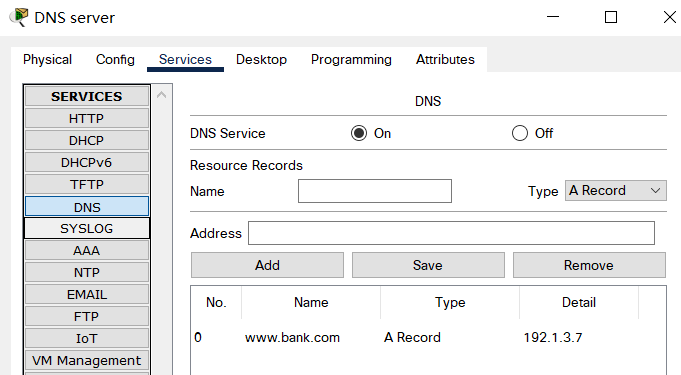 DNS server
Physical Config Services Desktop Programming Attributes
SERVICES
HTTP
DHCP
DHCPv6
TFTP
DNS
SYSLOG
AAA
NTP
EMAIL
FTP
IoT
VM Management
DNS
DNS Service On Off
Resource Records
Name Type A Record
Address
Add Save Remove
No. Name Type Detail
0 www.bank.com A Record 192.1.3.7